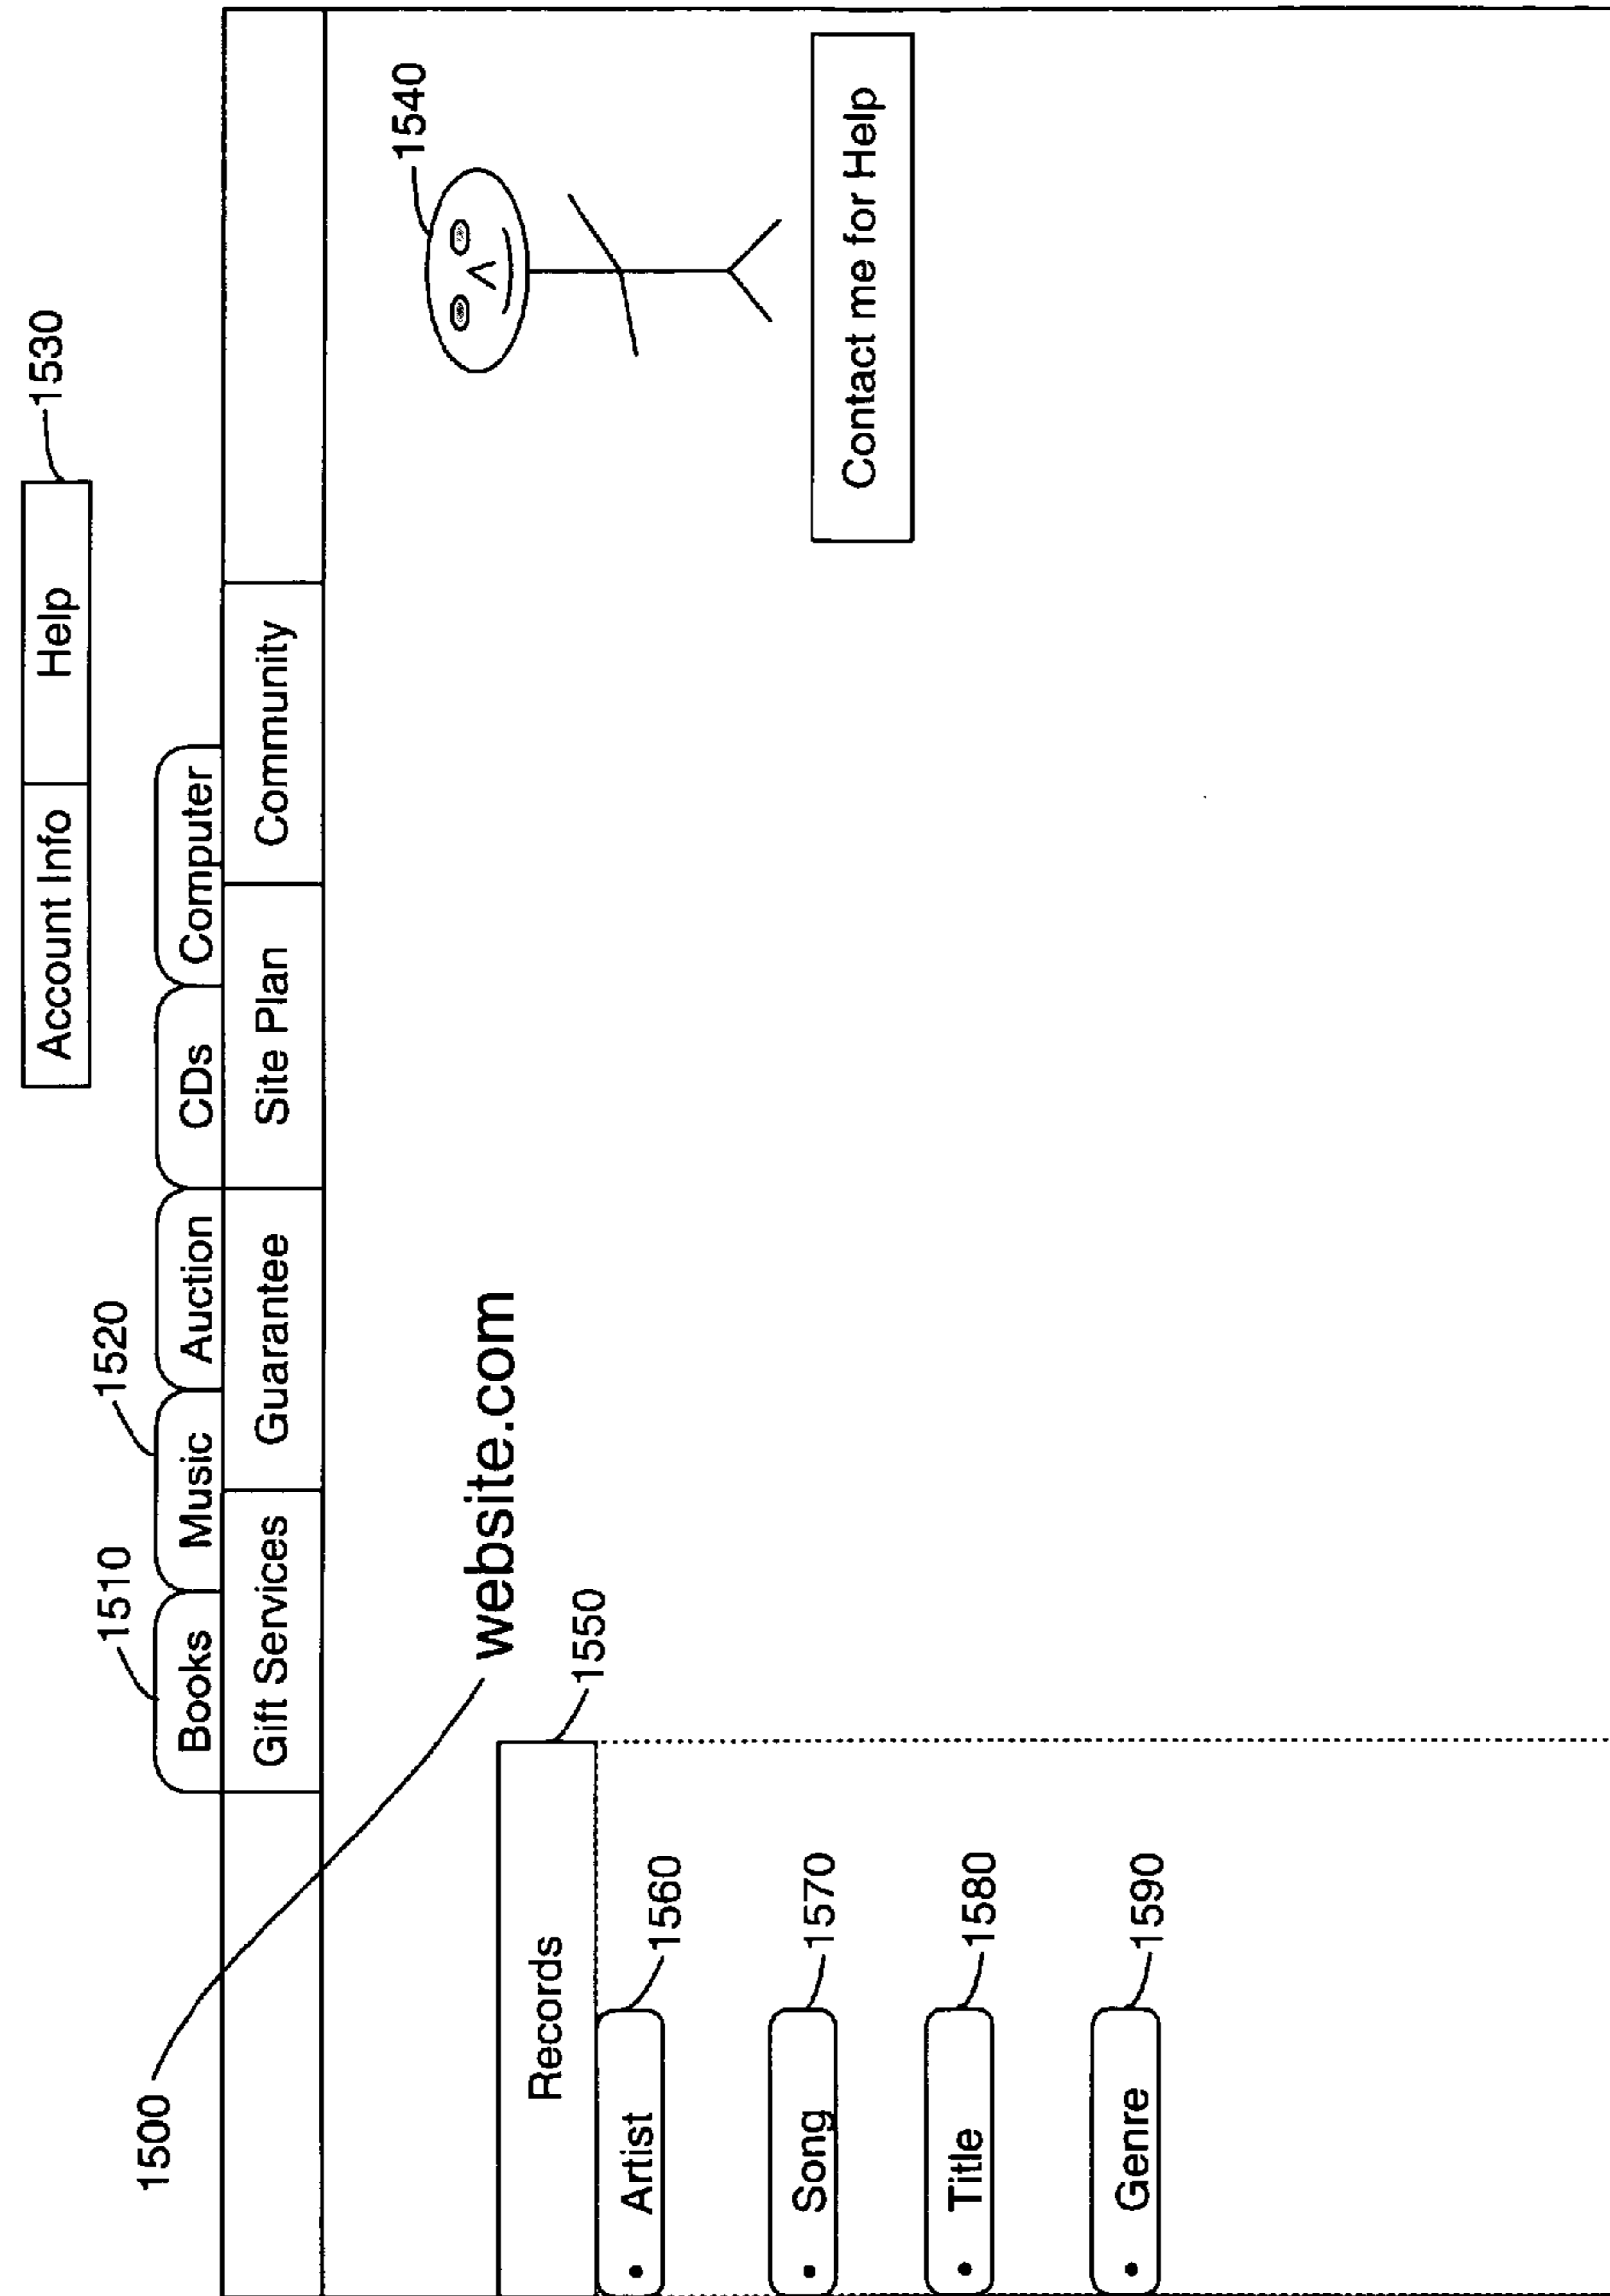 Account Info Help 1530
1510 1520
Books Music Auction CDs Computer
1500
Gift Services Guarantee Site Plan Community
1540
website.com
Records 1550
• Artist 1560
• Song 1570
Contact me for Help
• Title 1580
• Genre 1590